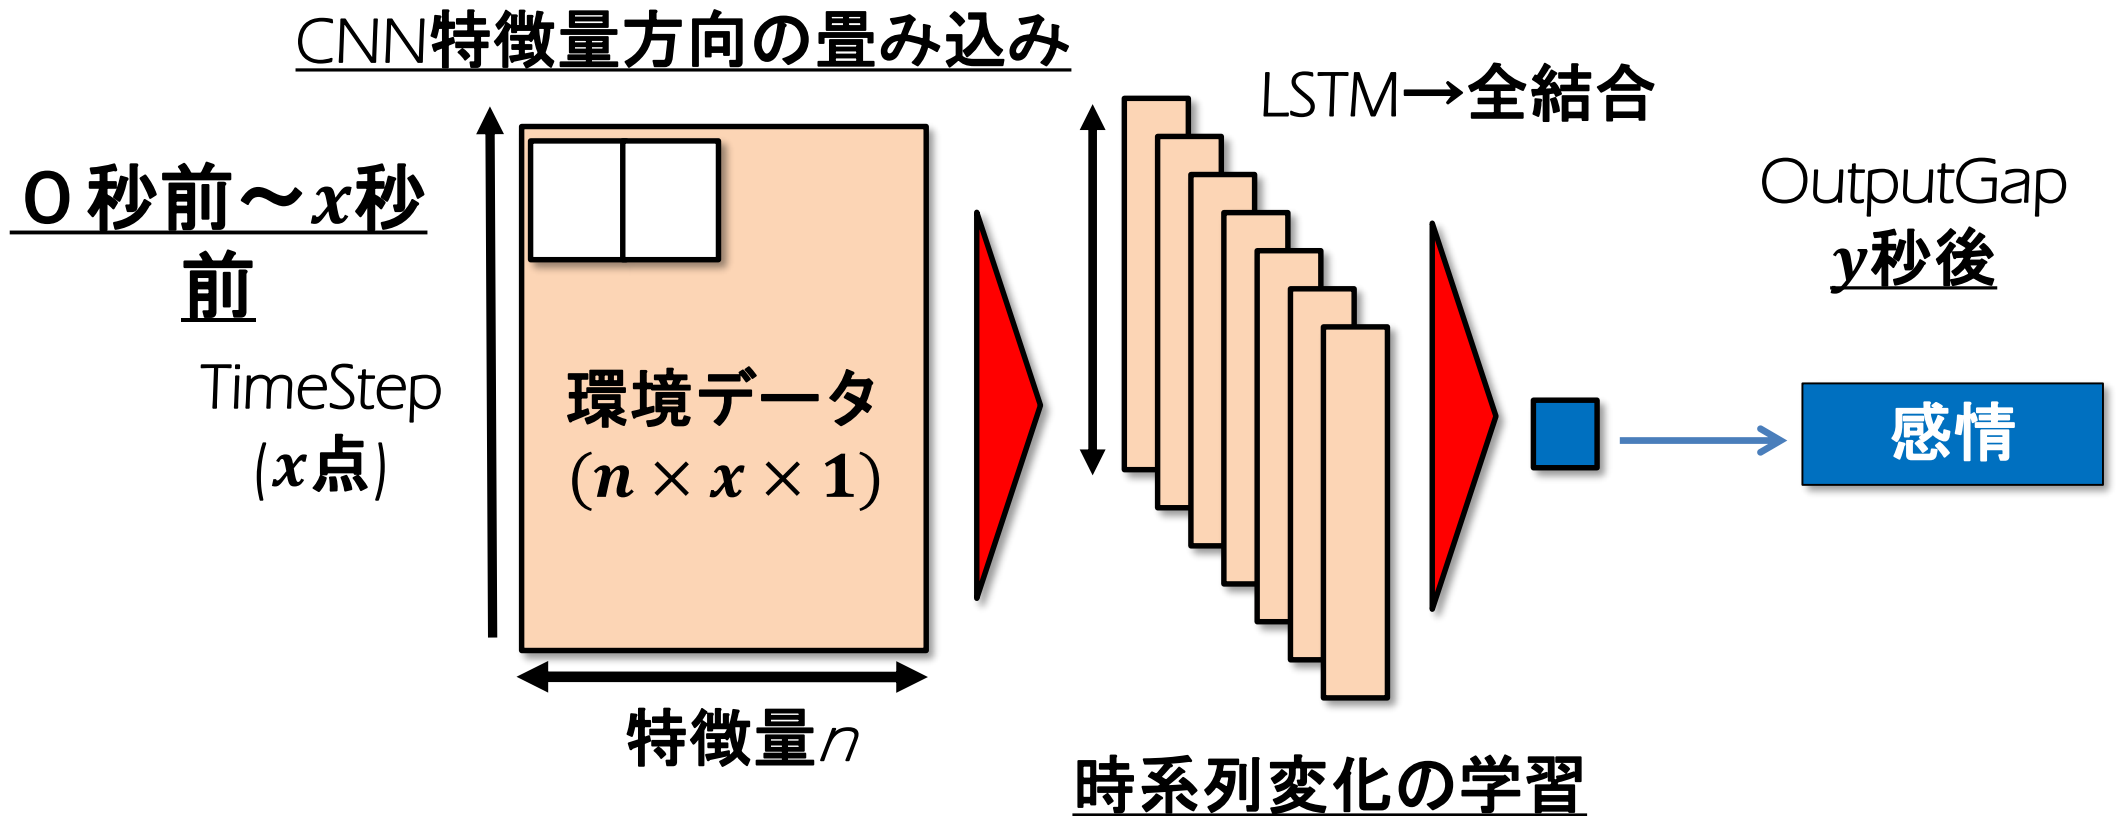 CNN特徴量方向の畳み込み
0 秒前～x秒
前
TimeStep
(x点)
環境データ
(n × x × 1)
特徴量n
LSTM→全結合
時系列変化の学習
OutputGap
y秒後
感情